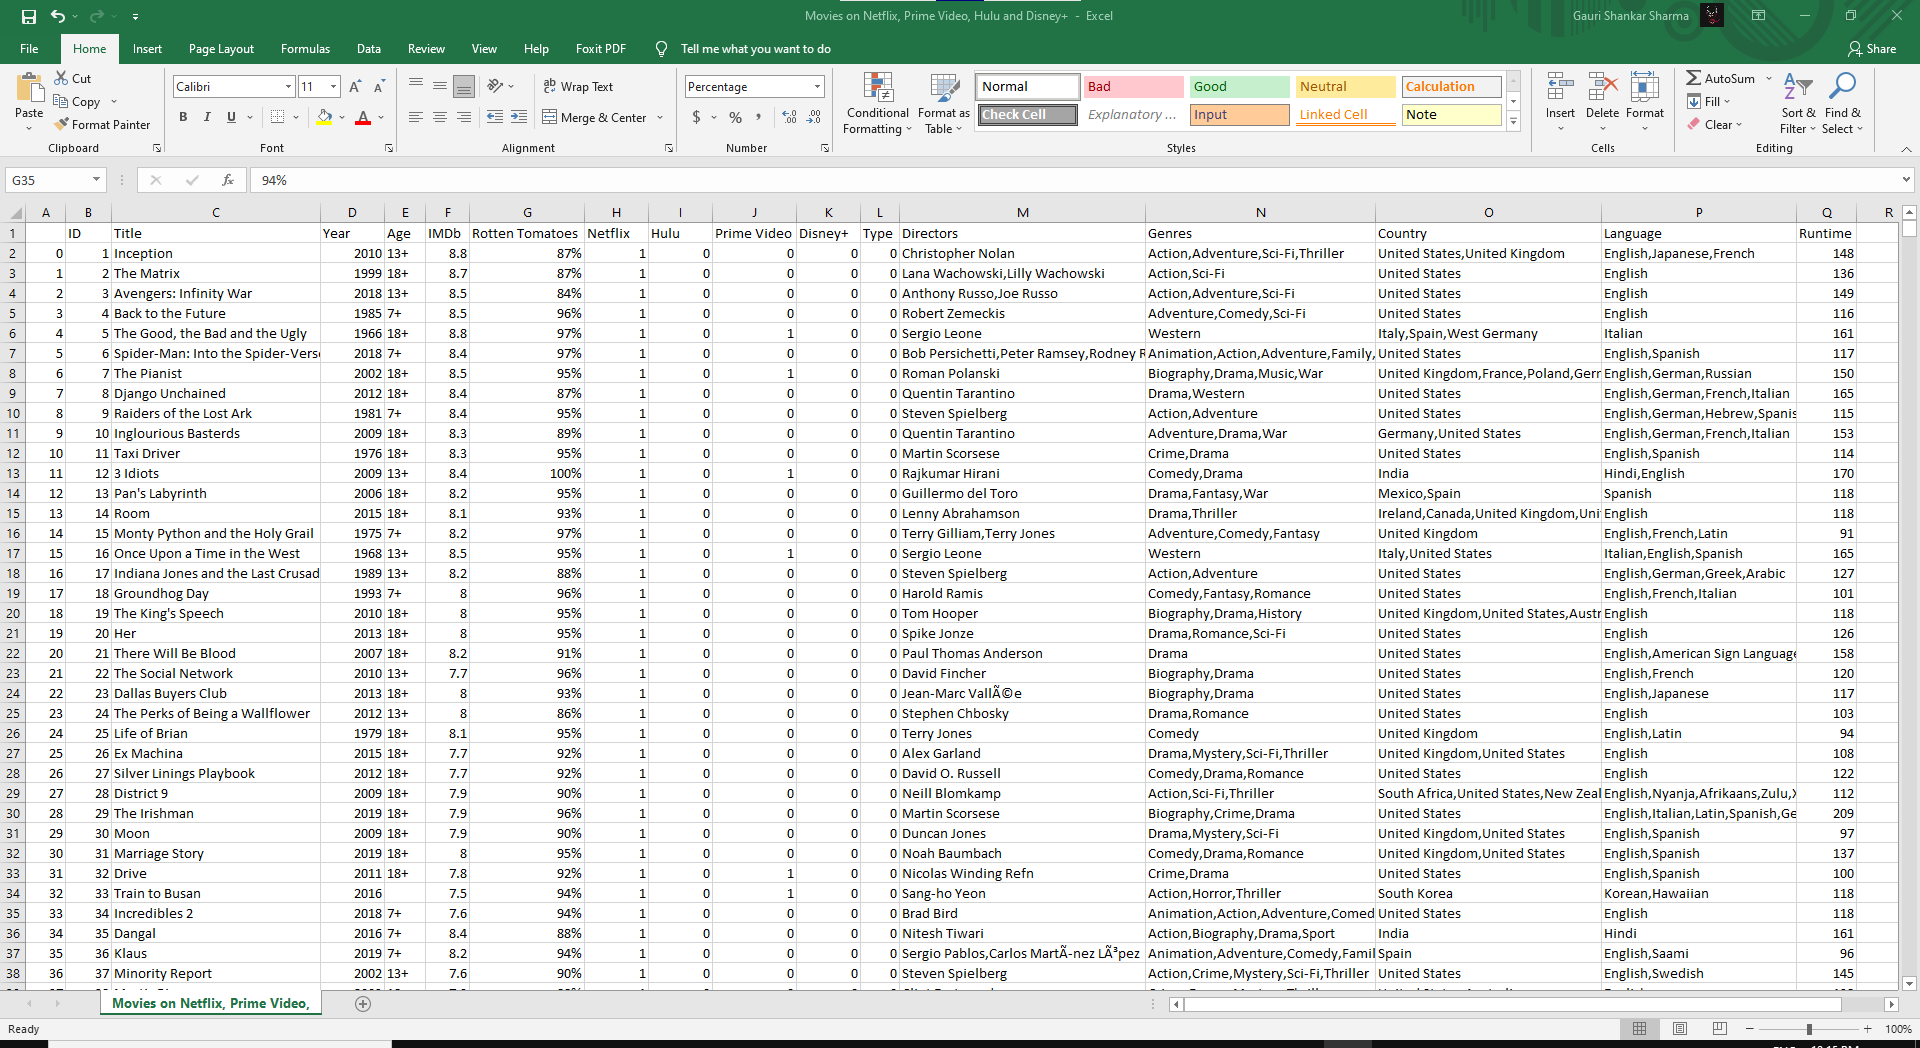 Movies on Netflix, Prime Video, Hulu and Disney+ - Excel
Gauri Shankar Sharma
File Home Insert Page Layout Formulas Data Review View Help Foxit PDF Tell me what you want to do Share
Paste Cut Copy Format Painter Clipboard
Calibri 11 B I U Font
Wrap Text Merge & Center Alignment
Percentage $ % Number
Conditional Formatting Format as Table
Normal Bad Good Neutral Calculation
Check Cell Explanatory ... Input Linked Cell Note
Styles
Insert Delete Format Cells
AutoSum Fill Clear Sort & Filter Find & Select Editing
G35 fx 94%
A B C D E F G H I J K L M N O P Q R
1 ID Title Year Age IMDb Rotten Tomatoes Netflix Hulu Prime Video Disney+ Type Directors Genres Country Language Runtime
2 0 1 Inception 2010 13+ 8.8 87% 1 0 0 0 0 Christopher Nolan Action,Adventure,Sci-Fi,Thriller United States,United Kingdom English,Japanese,French 148
3 1 2 The Matrix 1999 18+ 8.7 87% 1 0 0 0 0 Lana Wachowski,Lilly Wachowski Action,Sci-Fi United States English 136
4 2 3 Avengers: Infinity War 2018 13+ 8.5 84% 1 0 0 0 0 Anthony Russo,Joe Russo Action,Adventure,Sci-Fi United States English 149
5 3 4 Back to the Future 1985 7+ 8.5 96% 1 0 0 0 0 Robert Zemeckis Adventure,Comedy,Sci-Fi United States English 116
6 4 5 The Good, the Bad and the Ugly 1966 18+ 8.8 97% 1 0 1 0 0 Sergio Leone Western Italy,Spain,West Germany Italian 161
7 5 6 Spider-Man: Into the Spider-Vers 2018 7+ 8.4 97% 1 0 0 0 0 Bob Persichetti,Peter Ramsey,Rodney R Animation,Action,Adventure,Family, United States English,Spanish 117
8 6 7 The Pianist 2002 18+ 8.5 95% 1 0 1 0 0 Roman Polanski Biography,Drama,Music,War United Kingdom,France,Poland,Gerr English,German,Russian 150
9 7 8 Django Unchained 2012 18+ 8.4 87% 1 0 0 0 0 Quentin Tarantino Drama,Western United States English,German,French,Italian 165
10 8 9 Raiders of the Lost Ark 1981 7+ 8.4 95% 1 0 0 0 0 Steven Spielberg Action,Adventure United States English,German,Hebrew,Spanis 115
11 9 10 Inglourious Basterds 2009 18+ 8.3 89% 1 0 0 0 0 Quentin Tarantino Adventure,Drama,War Germany,United States English,German,French,Italian 153
12 10 11 Taxi Driver 1976 18+ 8.3 95% 1 0 0 0 0 Martin Scorsese Crime,Drama United States English,Spanish 114
13 11 12 3 Idiots 2009 13+ 8.4 100% 1 0 1 0 0 Rajkumar Hirani Comedy,Drama India Hindi,English 170
14 12 13 Pan's Labyrinth 2006 18+ 8.2 95% 1 0 0 0 0 Guillermo del Toro Drama,Fantasy,War Mexico,Spain Spanish 118
15 13 14 Room 2015 18+ 8.1 93% 1 0 0 0 0 Lenny Abrahamson Drama,Thriller Ireland,Canada,United Kingdom,Uni English 118
16 14 15 Monty Python and the Holy Grail 1975 7+ 8.2 97% 1 0 0 0 0 Terry Gilliam,Terry Jones Adventure,Comedy,Fantasy United Kingdom English,French,Latin 91
17 15 16 Once Upon a Time in the West 1968 13+ 8.5 95% 1 0 1 0 0 Sergio Leone Western Italy,United States Italian,English,Spanish 165
18 16 17 Indiana Jones and the Last Crusad 1989 13+ 8.2 88% 1 0 0 0 0 Steven Spielberg Action,Adventure United States English,German,Greek,Arabic 127
19 17 18 Groundhog Day 1993 7+ 8 96% 1 0 0 0 0 Harold Ramis Comedy,Fantasy,Romance United States English,French,Italian 101
20 18 19 The King's Speech 2010 18+ 8 95% 1 0 0 0 0 Tom Hooper Biography,Drama,History United Kingdom,United States,Austr English 118
21 19 20 Her 2013 18+ 8 95% 1 0 0 0 0 Spike Jonze Drama,Romance,Sci-Fi United States English 126
22 20 21 There Will Be Blood 2007 18+ 8.2 91% 1 0 0 0 0 Paul Thomas Anderson Drama United States English,American Sign Language 158
23 21 22 The Social Network 2010 13+ 7.7 96% 1 0 0 0 0 David Fincher Biography,Drama United States English,French 120
24 22 23 Dallas Buyers Club 2013 18+ 8 93% 1 0 0 0 0 Jean-Marc VallÃ©e Biography,Drama United States English,Japanese 117
25 23 24 The Perks of Being a Wallflower 2012 13+ 8 86% 1 0 0 0 0 Stephen Chbosky Drama,Romance United States English 103
26 24 25 Life of Brian 1979 18+ 8.1 95% 1 0 0 0 0 Terry Jones Comedy United Kingdom English,Latin 94
27 25 26 Ex Machina 2015 18+ 7.7 92% 1 0 0 0 0 Alex Garland Drama,Mystery,Sci-Fi,Thriller United Kingdom,United States English 108
28 26 27 Silver Linings Playbook 2012 18+ 7.7 92% 1 0 0 0 0 David O. Russell Comedy,Drama,Romance United States English 122
29 27 28 District 9 2009 18+ 7.9 90% 1 0 0 0 0 Neill Blomkamp Action,Sci-Fi,Thriller South Africa,United States,New Zeal English,Nyanja,Afrikaans,Zulu,X 112
30 28 29 The Irishman 2019 18+ 7.9 96% 1 0 0 0 0 Martin Scorsese Biography,Crime,Drama United States English,Italian,Latin,Spanish,Ge 209
31 29 30 Moon 2009 18+ 7.9 90% 1 0 0 0 0 Duncan Jones Drama,Mystery,Sci-Fi United Kingdom,United States English,Spanish 97
32 30 31 Marriage Story 2019 18+ 8 95% 1 0 0 0 0 Noah Baumbach Comedy,Drama,Romance United Kingdom,United States English,Spanish 137
33 31 32 Drive 2011 18+ 7.8 92% 1 0 1 0 0 Nicolas Winding Refn Crime,Drama United States English,Spanish 100
34 32 33 Train to Busan 2016 7.5 94% 1 0 1 0 0 Sang-ho Yeon Action,Horror,Thriller South Korea Korean,Hawaiian 118
35 33 34 Incredibles 2 2018 7+ 7.6 94% 1 0 0 0 0 Brad Bird Animation,Action,Adventure,Comed United States English 118
36 34 35 Dangal 2016 7+ 8.4 88% 1 0 0 0 0 Nitesh Tiwari Action,Biography,Drama,Sport India Hindi 161
37 35 36 Klaus 2019 7+ 8.2 94% 1 0 0 0 0 Sergio Pablos,Carlos MartÃ-nez LÃ³pez Animation,Adventure,Comedy,Famil Spain English,Saami 96
38 36 37 Minority Report 2002 13+ 7.6 90% 1 0 0 0 0 Steven Spielberg Action,Crime,Mystery,Sci-Fi,Thriller United States English,Swedish 145
Movies on Netflix, Prime Video,
Ready 100%